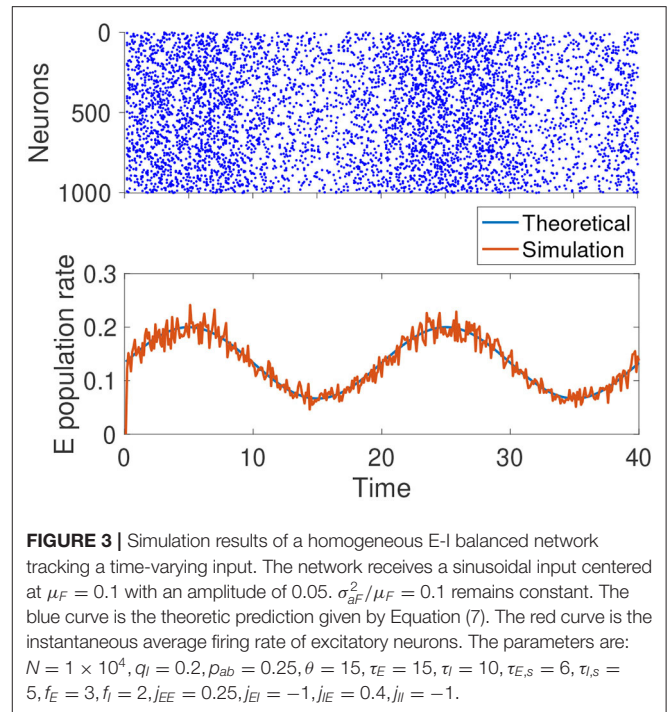 0
500
1000
Neurons
Theoretical
Simulation
0.3
0.2
0.1
0
E population rate
0 10 20 30 40
Time
FIGURE 3 | Simulation results of a homogeneous E-I balanced network
tracking a time-varying input. The network receives a sinusoidal input centered
at μF = 0.1 with an amplitude of 0.05. σ²aF/μF = 0.1 remains constant. The
blue curve is the theoretic prediction given by Equation (7). The red curve is the
instantaneous average firing rate of excitatory neurons. The parameters are:
N = 1 × 10⁴, qI = 0.2, pab = 0.25, θ = 15, τE = 15, τI = 10, τE,s = 6, τI,s =
5, fE = 3, fI = 2, jEE = 0.25, jEI = −1, jIE = 0.4, jII = −1.